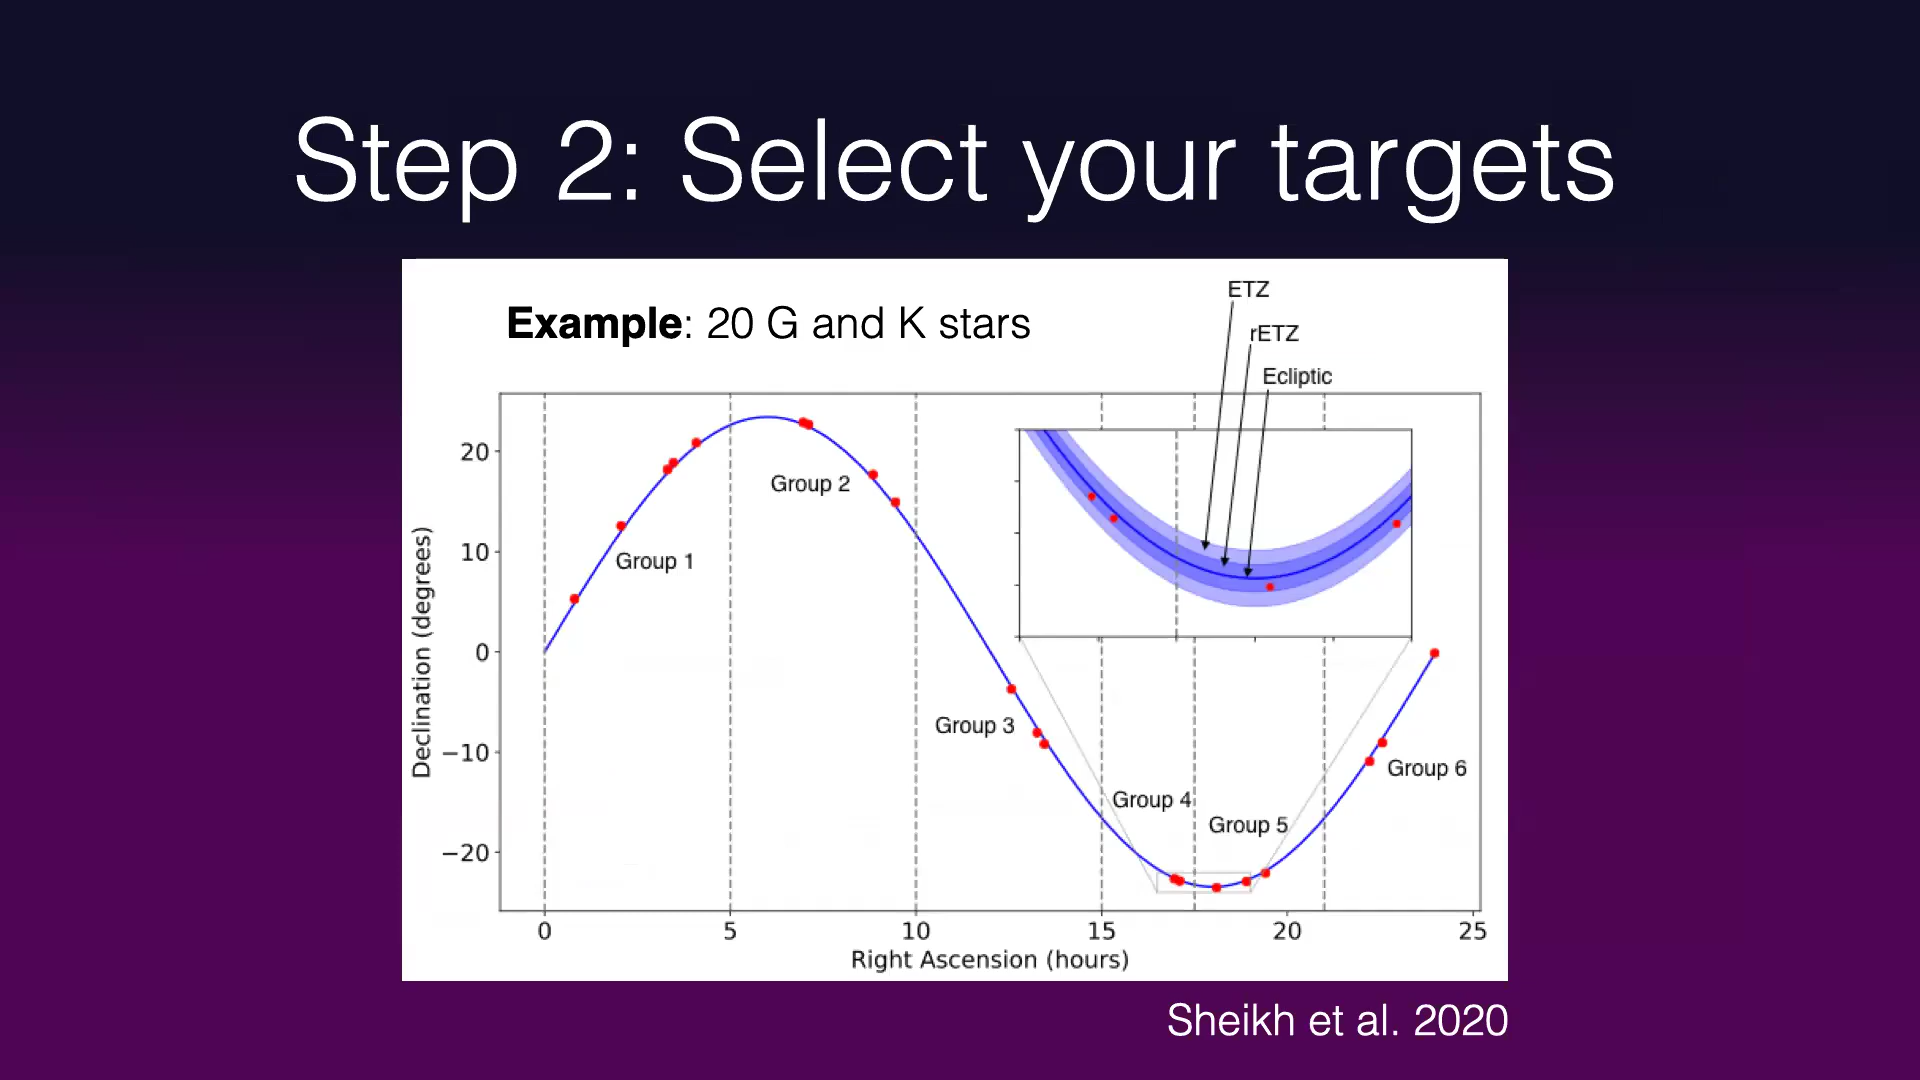 Step 2: Select your targets
Example: 20 G and K stars
ETZ
rETZ
Ecliptic
20
10
0
−10
−20
Declination (degrees)
Group 1
Group 2
Group 3
Group 4
Group 5
Group 6
0 5 10 15 20 25
Right Ascension (hours)
Sheikh et al. 2020